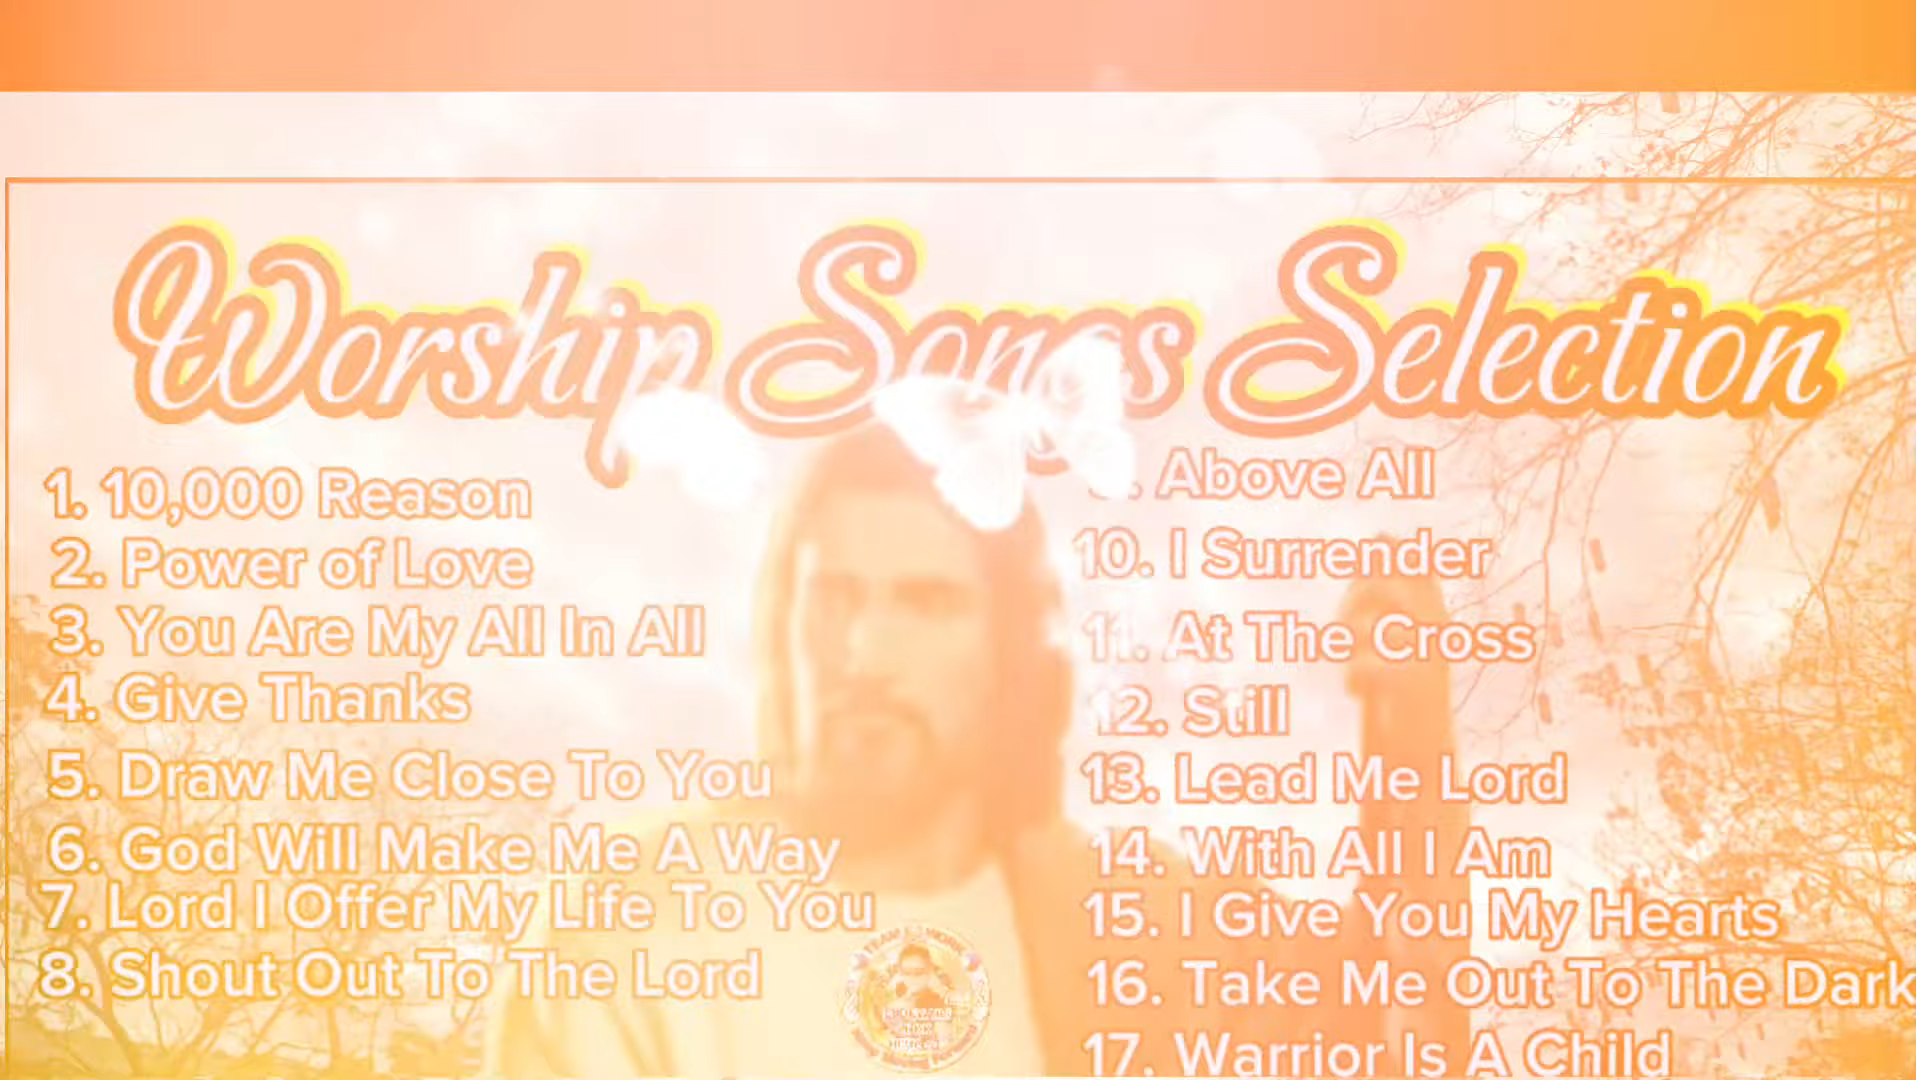 Worship Songs Selection
1. 10,000 Reason
2. Power of Love
3. You Are My All In All
4. Give Thanks
5. Draw Me Close To You
6. God Will Make Me A Way
7. Lord I Offer My Life To You
8. Shout Out To The Lord
Above All
10. I Surrender
11. At The Cross
12. Still
13. Lead Me Lord
14. With All I Am
15. I Give You My Hearts
16. Take Me Out To The Dark
17. Warrior Is A Child
TEAM WORK